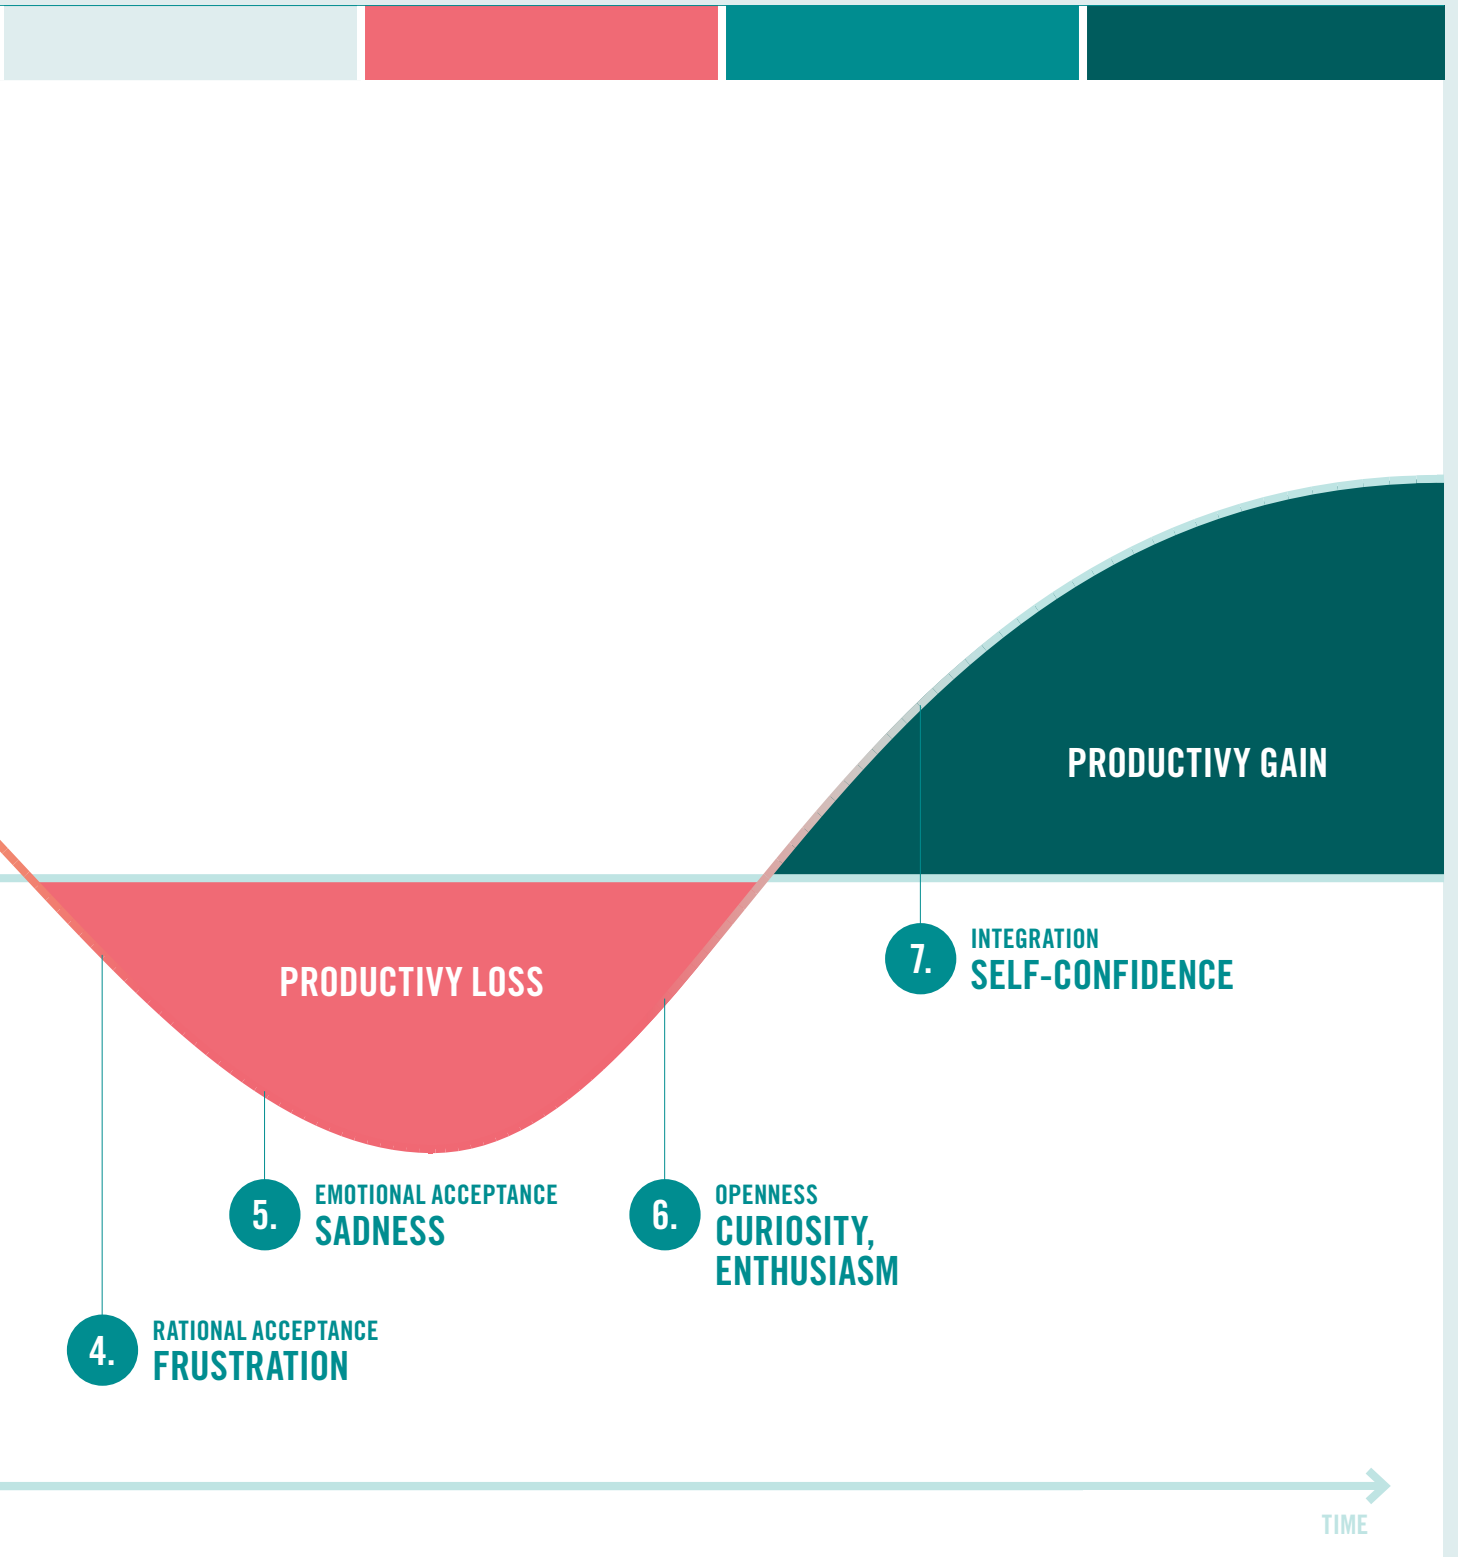 PRODUCTIVY GAIN
PRODUCTIVY LOSS
7.
INTEGRATION
SELF-CONFIDENCE
5.
EMOTIONAL ACCEPTANCE
SADNESS
6.
OPENNESS
CURIOSITY,
ENTHUSIASM
4.
RATIONAL ACCEPTANCE
FRUSTRATION
TIME